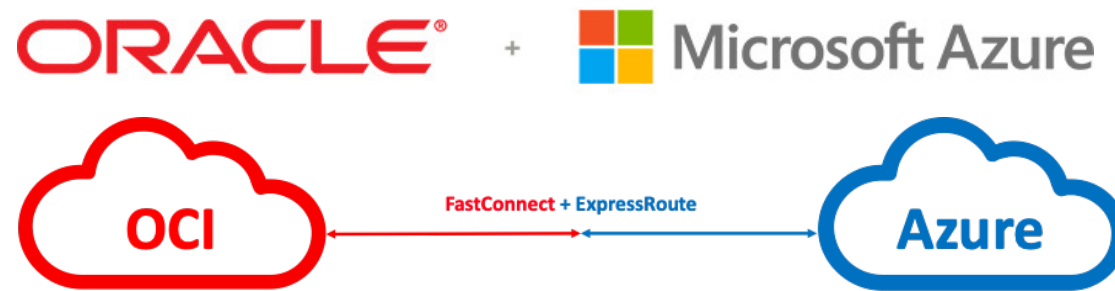 ORACLE® + Microsoft Azure
FastConnect + ExpressRoute
OCI
Azure